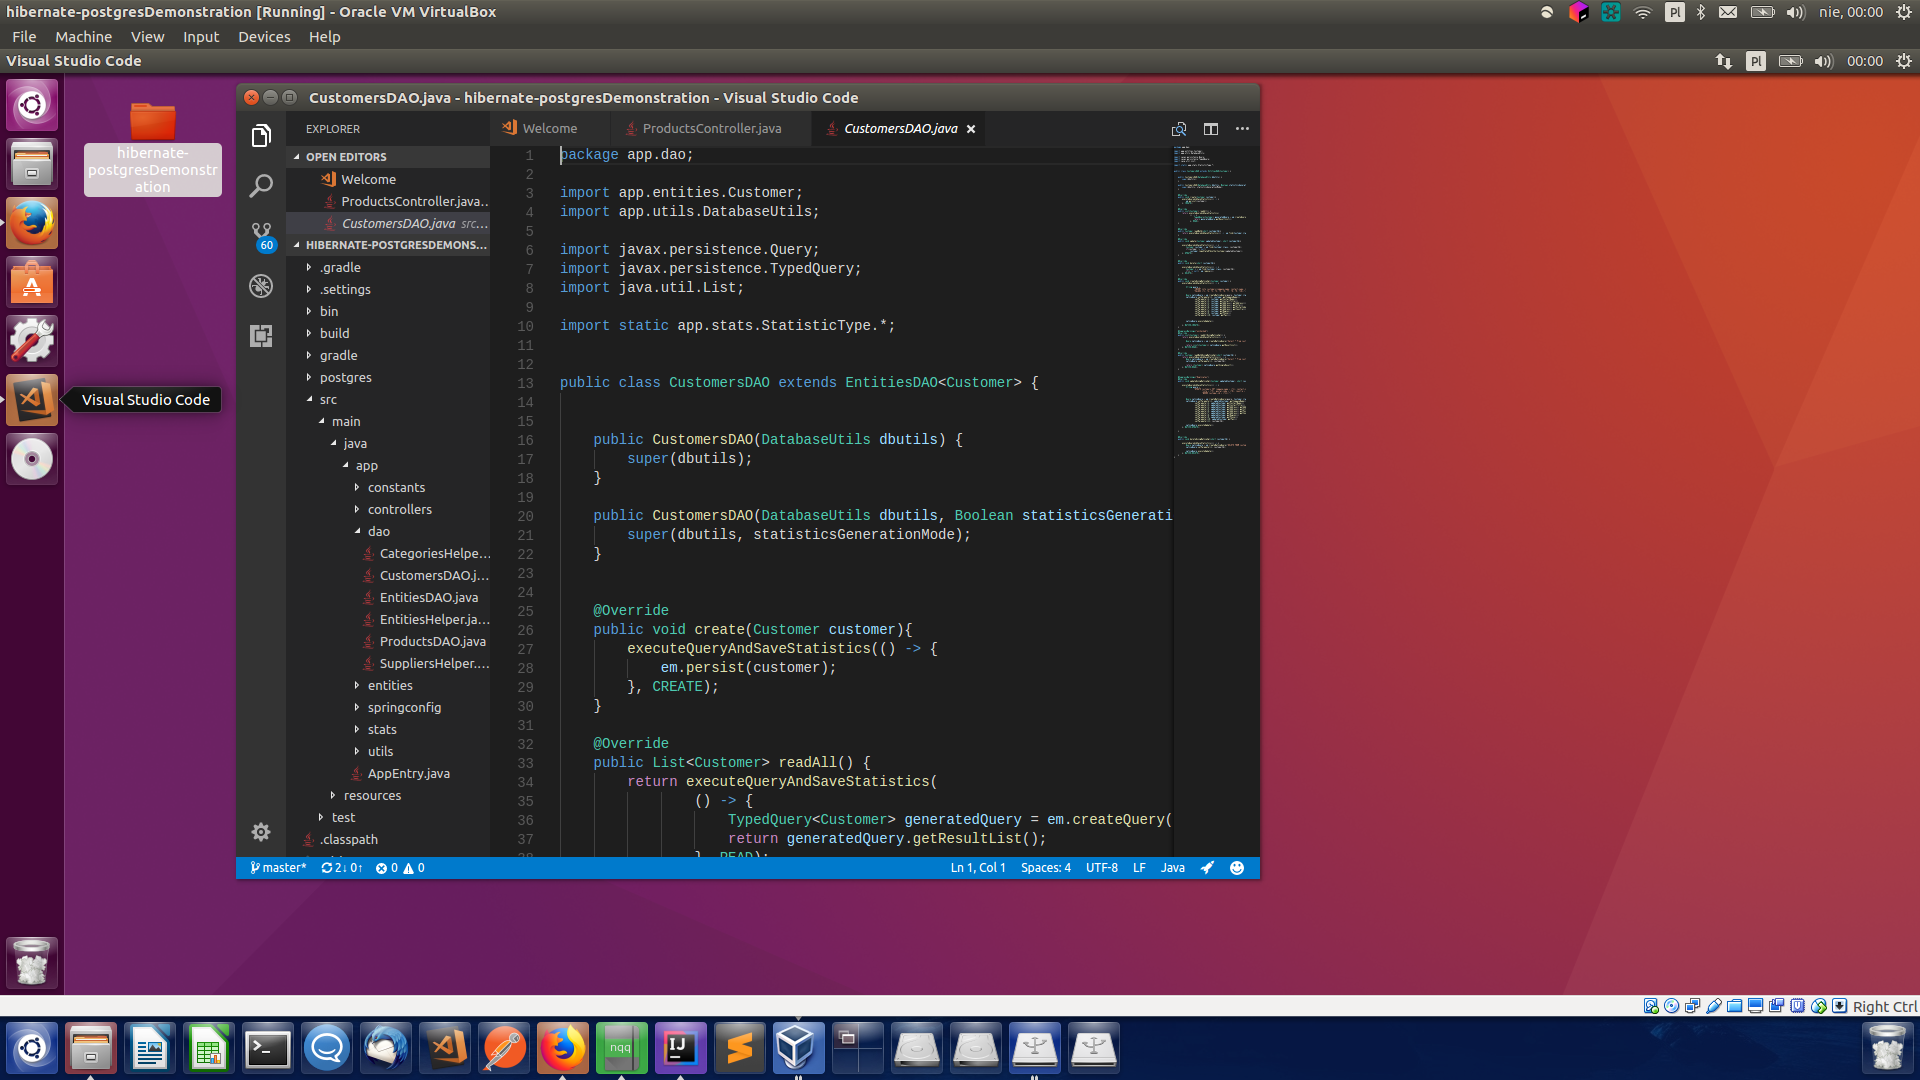 hibernate-postgresDemonstration [Running] - Oracle VM VirtualBox
Pl
nie, 00:00
File Machine View Input Devices Help
Visual Studio Code
Pl
00:00
hibernate-
postgresDemonstr
ation
Visual Studio Code
CustomersDAO.java - hibernate-postgresDemonstration - Visual Studio Code
EXPLORER
OPEN EDITORS
Welcome
ProductsController.java...
CustomersDAO.java src...
HIBERNATE-POSTGRESDEMONS...
60
.gradle
.settings
bin
build
gradle
postgres
src
main
java
app
constants
controllers
dao
CategoriesHelpe...
CustomersDAO.j...
EntitiesDAO.java
EntitiesHelper.ja...
ProductsDAO.java
SuppliersHelper....
entities
springconfig
stats
utils
AppEntry.java
resources
test
.classpath
Welcome
ProductsController.java
CustomersDAO.java
1 package app.dao;
2
3 import app.entities.Customer;
4 import app.utils.DatabaseUtils;
5
6 import javax.persistence.Query;
7 import javax.persistence.TypedQuery;
8 import java.util.List;
9
10 import static app.stats.StatisticType.*;
11
12
13 public class CustomersDAO extends EntitiesDAO<Customer> {
14
15
16 public CustomersDAO(DatabaseUtils dbutils) {
17 super(dbutils);
18 }
19
20 public CustomersDAO(DatabaseUtils dbutils, Boolean statisticsGenerati
21 super(dbutils, statisticsGenerationMode);
22 }
23
24
25 @Override
26 public void create(Customer customer){
27 executeQueryAndSaveStatistics(() -> {
28 em.persist(customer);
29 }, CREATE);
30 }
31
32 @Override
33 public List<Customer> readAll() {
34 return executeQueryAndSaveStatistics(
35 () -> {
36 TypedQuery<Customer> generatedQuery = em.createQuery(
37 return generatedQuery.getResultList();
38 }, READ);
master* 2↓ 0↑ 0 0
Ln 1, Col 1 Spaces: 4 UTF-8 LF Java
Right Ctrl
nqq
IJ